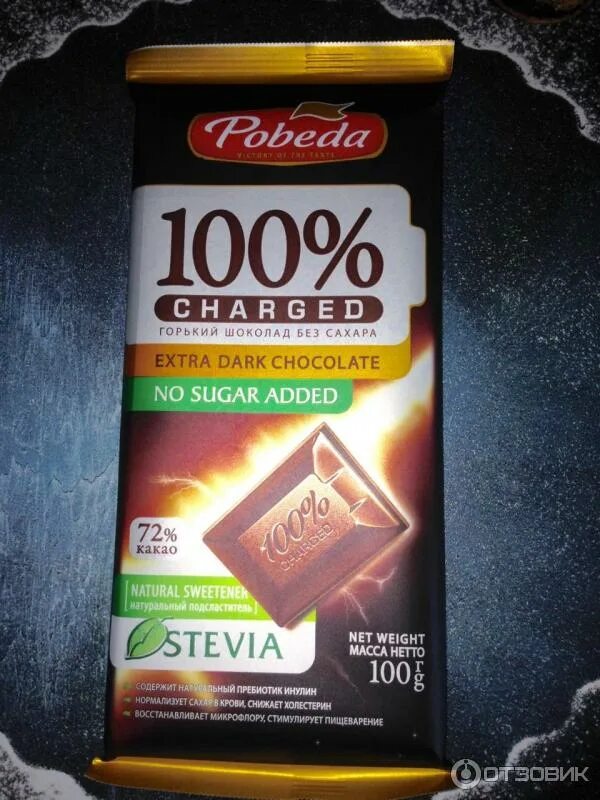 Pobeda
VICTORY OF THE TASTE
100%
CHARGED
ГОРЬКИЙ ШОКОЛАД БЕЗ САХАРА
EXTRA DARK CHOCOLATE
NO SUGAR ADDED
100%
CHARGED
72%
какао
[NATURAL SWEETENER
натуральный подсластитель]
STEVIA
NET WEIGHT
МАССА НЕТТО
100 г g
СОДЕРЖИТ НАТУРАЛЬНЫЙ ПРЕБИОТИК ИНУЛИН
НОРМАЛИЗУЕТ САХАР В КРОВИ, СНИЖАЕТ ХОЛЕСТЕРИН
ВОССТАНАВЛИВАЕТ МИКРОФЛОРУ, СТИМУЛИРУЕТ ПИЩЕВАРЕНИЕ
ОТЗОВИК